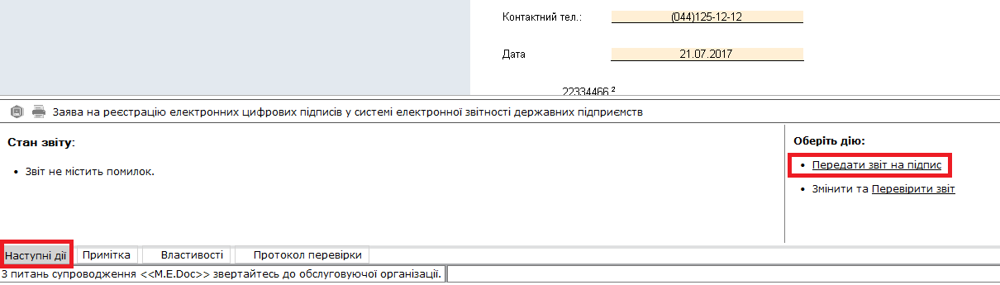 Контактний тел.: (044)125-12-12
Дата 21.07.2017
22334466 ²
Заява на реєстрацію електронних цифрових підписів у системі електронної звітності державних підприємств
Стан звіту:
• Звіт не містить помилок.
Оберіть дію:
• Передати звіт на підпис
• Змінити та Перевірити звіт
Наступні дії Примітка Властивості Протокол перевірки
З питань супроводження <<M.E.Doc>> звертайтесь до обслуговуючої організації.